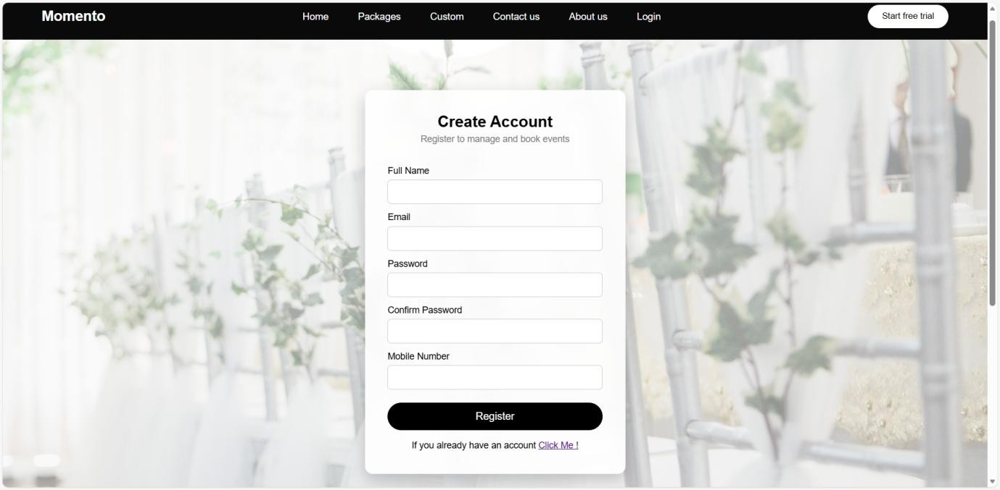 Momento
Home Packages Custom Contact us About us Login
Start free trial
Create Account
Register to manage and book events
Full Name
Email
Password
Confirm Password
Mobile Number
Register
If you already have an account Click Me !